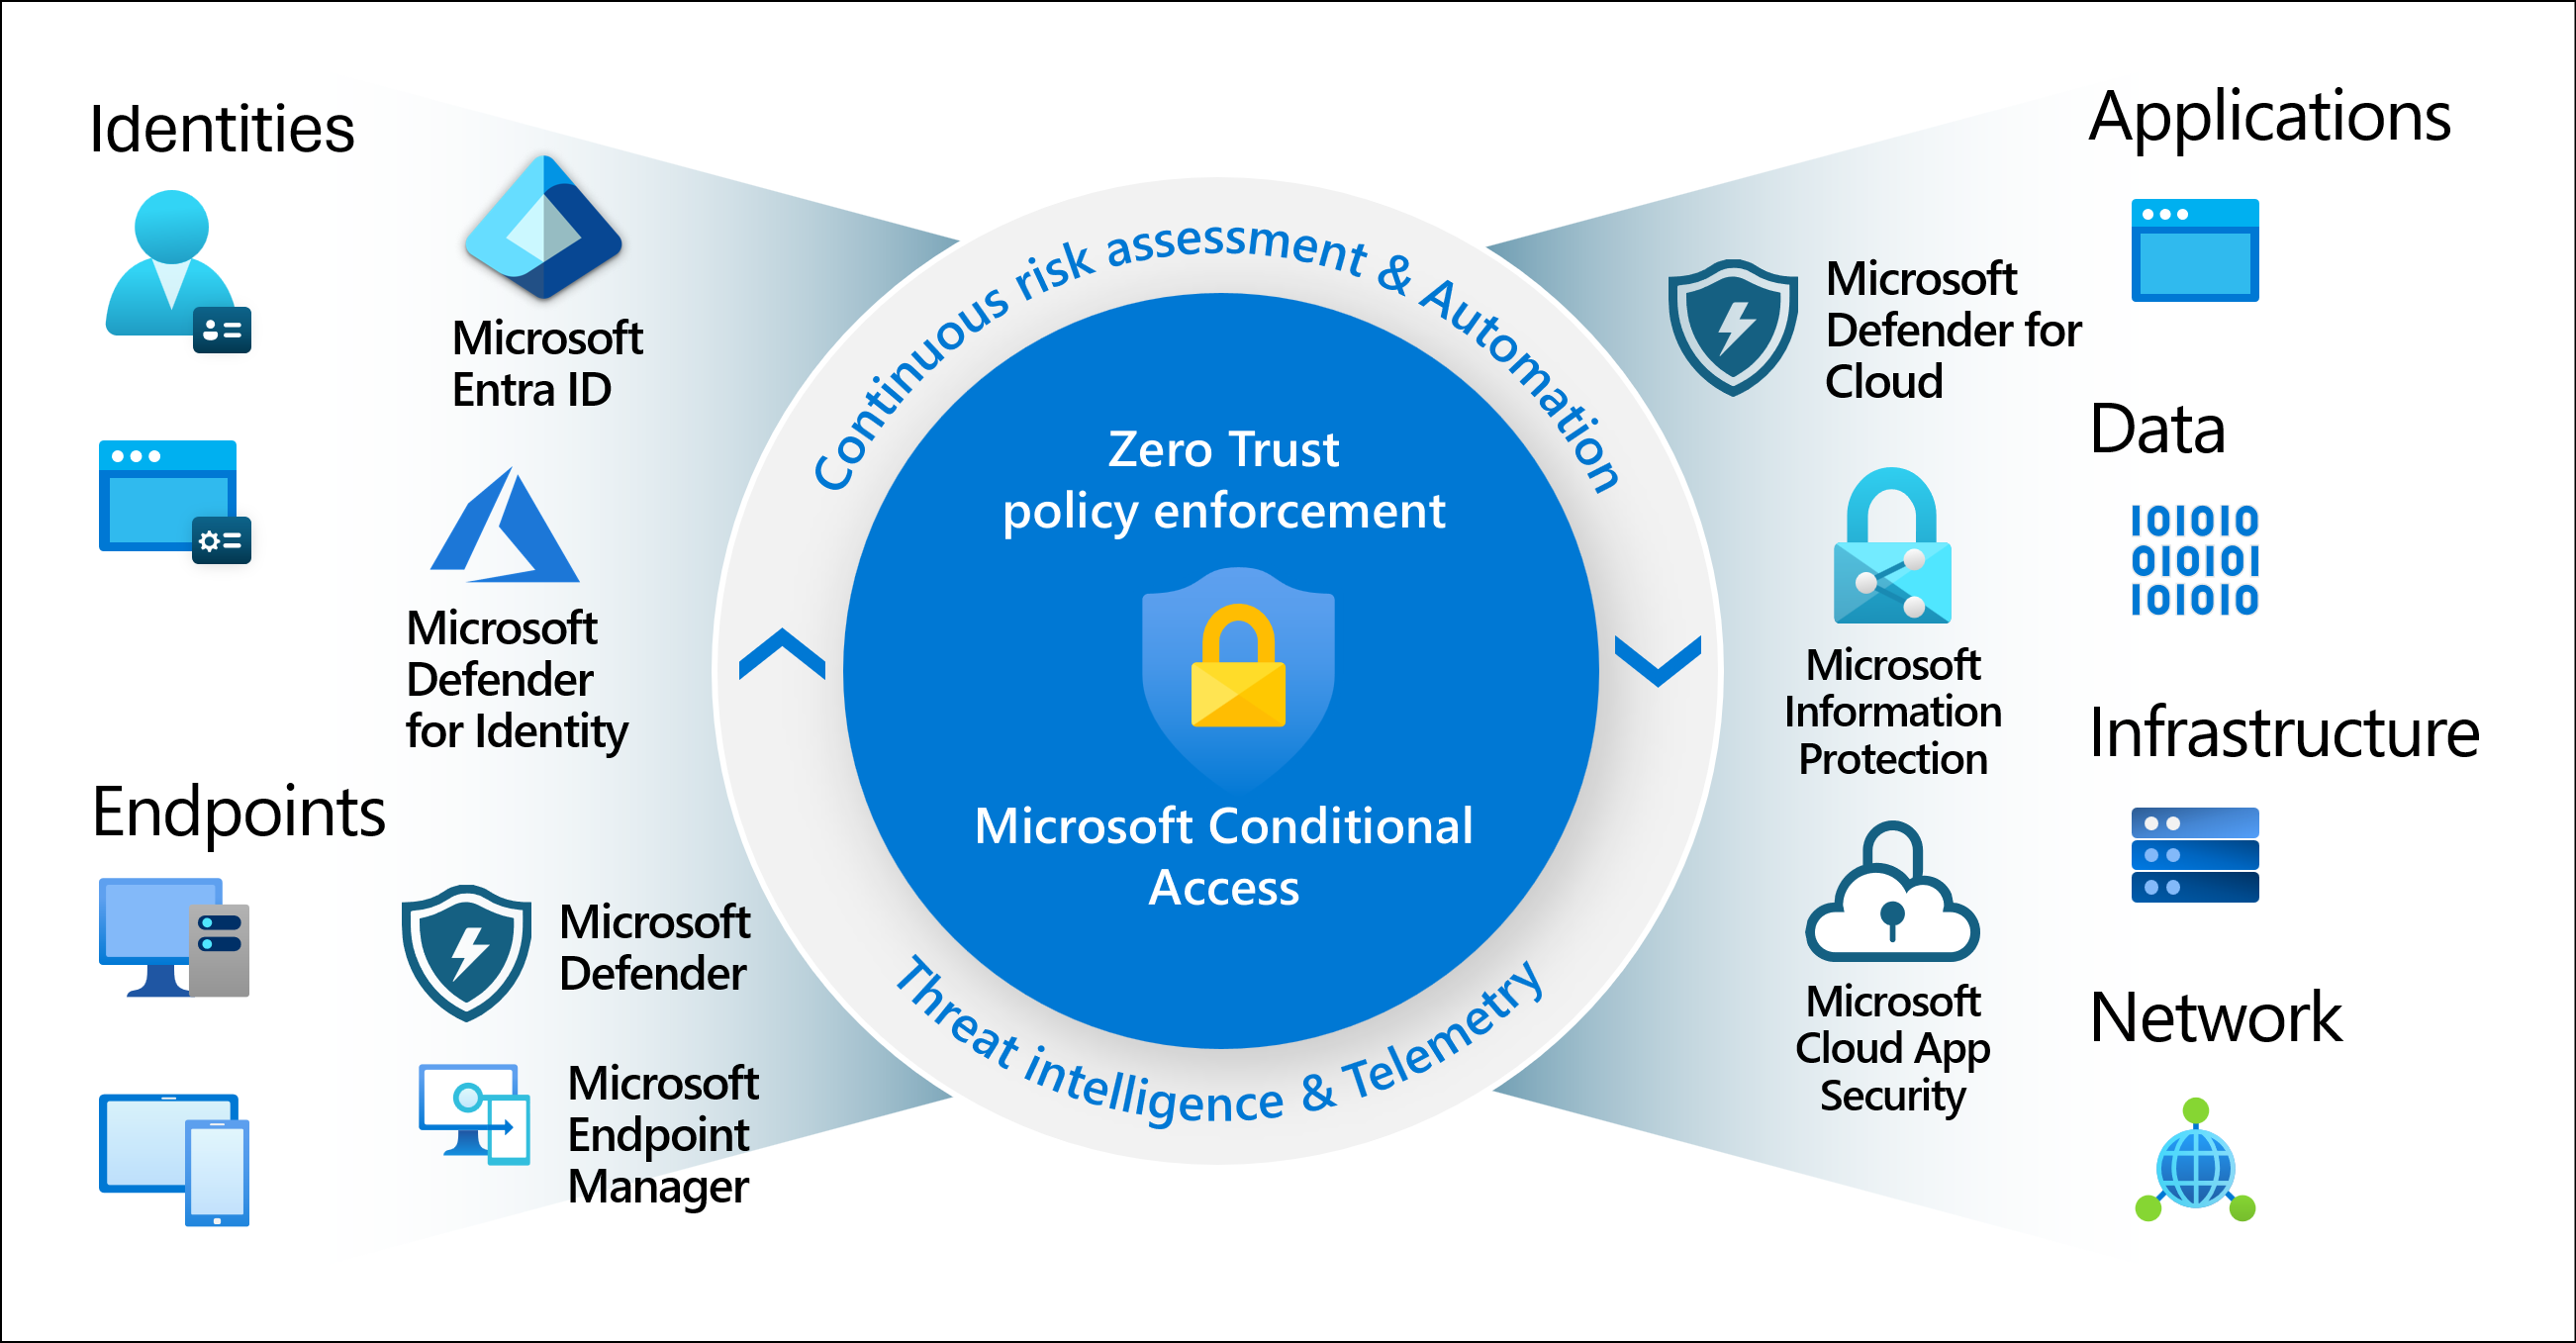 Identities
Microsoft
Entra ID
Microsoft
Defender
for Identity
Endpoints
Microsoft
Defender
Microsoft
Endpoint
Manager
Continuous risk assessment & Automation
Zero Trust
policy enforcement
Microsoft Conditional
Access
Threat intelligence & Telemetry
Microsoft
Defender for
Cloud
Microsoft
Information
Protection
Microsoft
Cloud App
Security
Applications
Data
101010
010101
101010
Infrastructure
Network